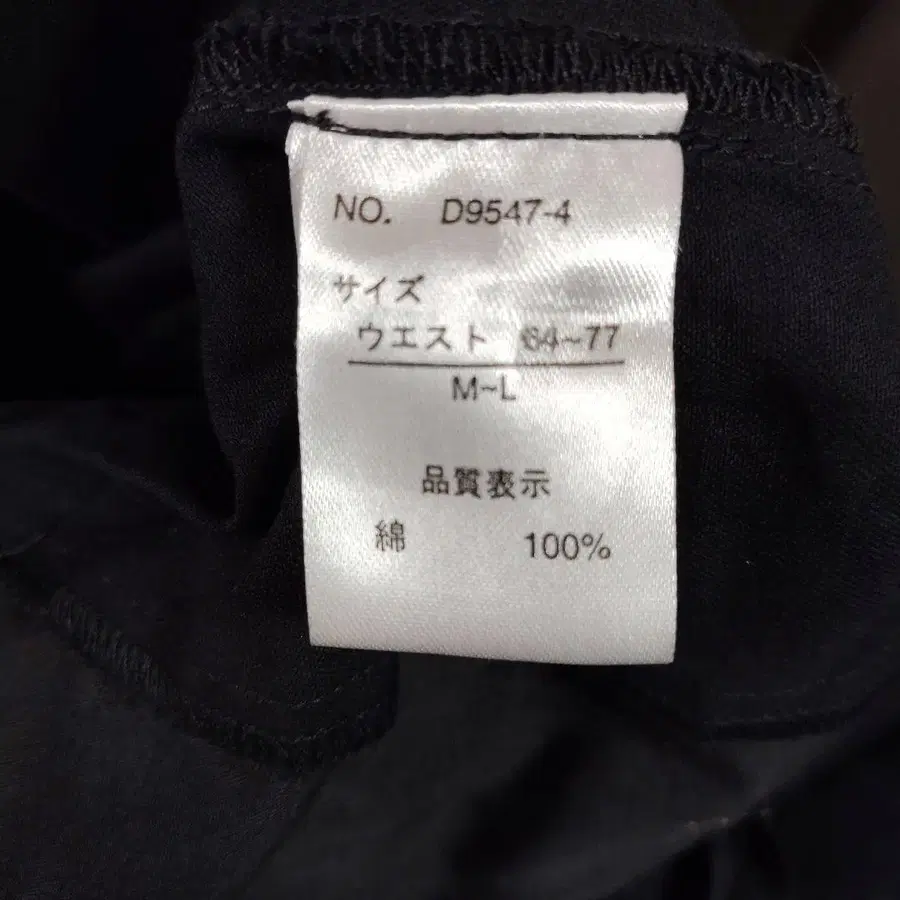 NO. D9547-4
サイズ
ウエスト 64~77
M~L
品質表示
綿 100%